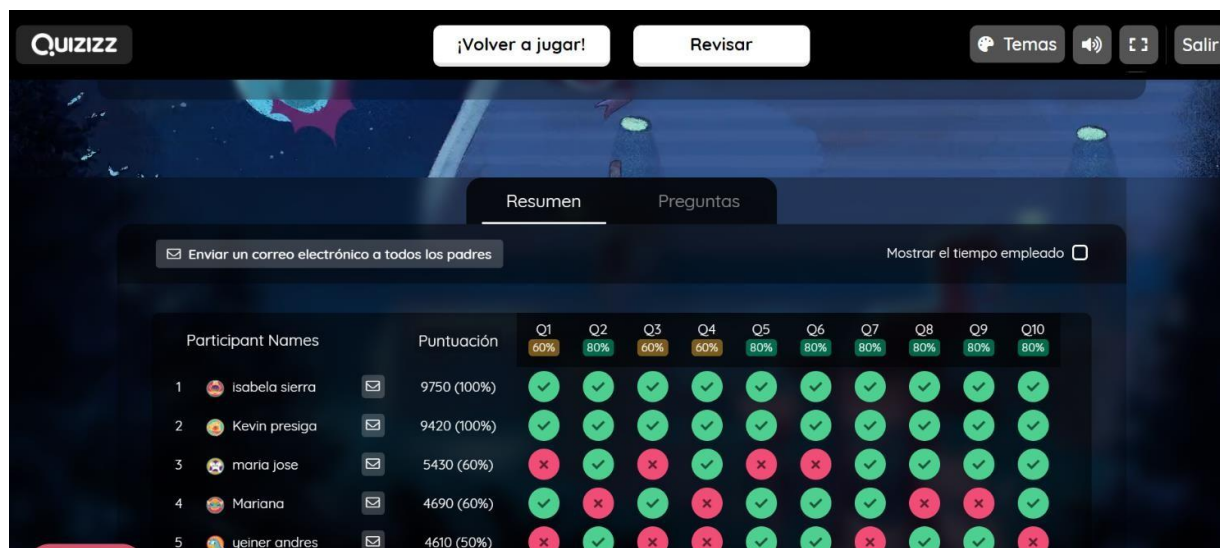 Quizizz ¡Volver a jugar! Revisar Temas Salir
Resumen Preguntas
Enviar un correo electrónico a todos los padres Mostrar el tiempo empleado
Participant Names Puntuación Q1 Q2 Q3 Q4 Q5 Q6 Q7 Q8 Q9 Q10
60% 80% 60% 60% 80% 80% 80% 80% 80% 80%
1 isabela sierra 9750 (100%)
2 Kevin presiga 9420 (100%)
3 maria jose 5430 (60%)
4 Mariana 4690 (60%)
5 yeiner andres 4610 (50%)